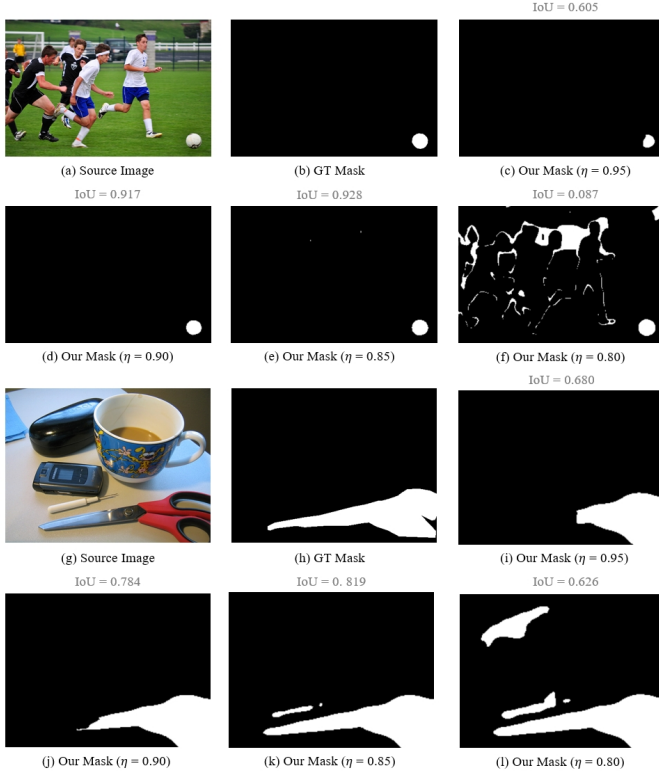 IoU = 0.605
(a) Source Image
(b) GT Mask
(c) Our Mask (η = 0.95)
IoU = 0.917
IoU = 0.928
IoU = 0.087
(d) Our Mask (η = 0.90)
(e) Our Mask (η = 0.85)
(f) Our Mask (η = 0.80)
IoU = 0.680
(g) Source Image
(h) GT Mask
(i) Our Mask (η = 0.95)
IoU = 0.784
IoU = 0. 819
IoU = 0.626
(j) Our Mask (η = 0.90)
(k) Our Mask (η = 0.85)
(l) Our Mask (η = 0.80)